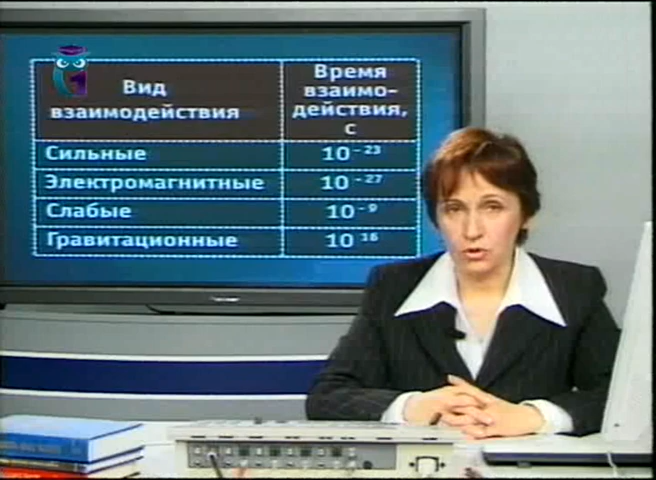 Вид
взаимодействия
Время
взаимо-
действия,
с
Сильные 10⁻²³
Электромагнитные 10⁻²⁷
Слабые 10⁻⁹
Гравитационные 10¹⁶